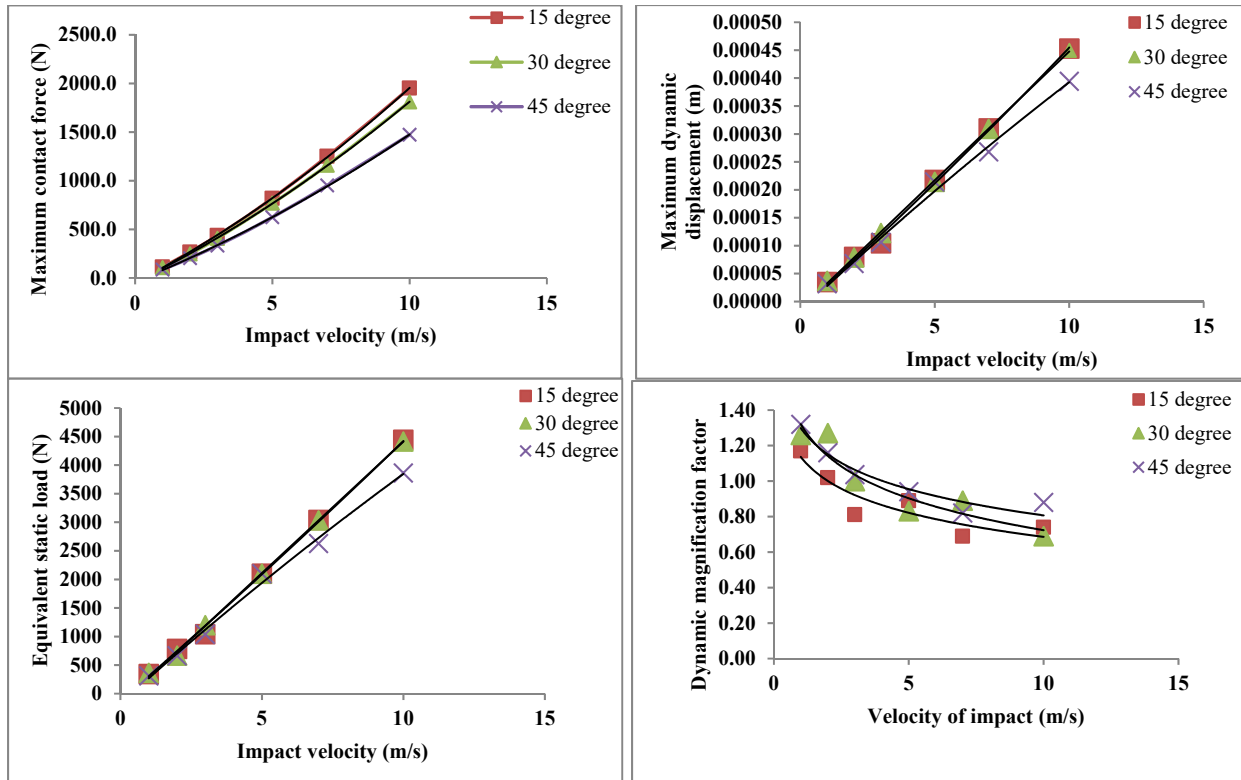 15 degree
30 degree
45 degree
Maximum contact force (N)
2500.0
2000.0
1500.0
1000.0
500.0
0.0
0 5 10 15
Impact velocity (m/s)
15 degree
30 degree
45 degree
Maximum dynamic
displacement (m)
0.00050
0.00045
0.00040
0.00035
0.00030
0.00025
0.00020
0.00015
0.00010
0.00005
0.00000
0 5 10 15
Impact velocity (m/s)
15 degree
30 degree
45 degree
Equivalent static load (N)
5000
4500
4000
3500
3000
2500
2000
1500
1000
500
0
0 5 10 15
Impact velocity (m/s)
15 degree
30 degree
45 degree
Dynamic magnification factor
1.40
1.20
1.00
0.80
0.60
0.40
0.20
0.00
0 5 10 15
Velocity of impact (m/s)